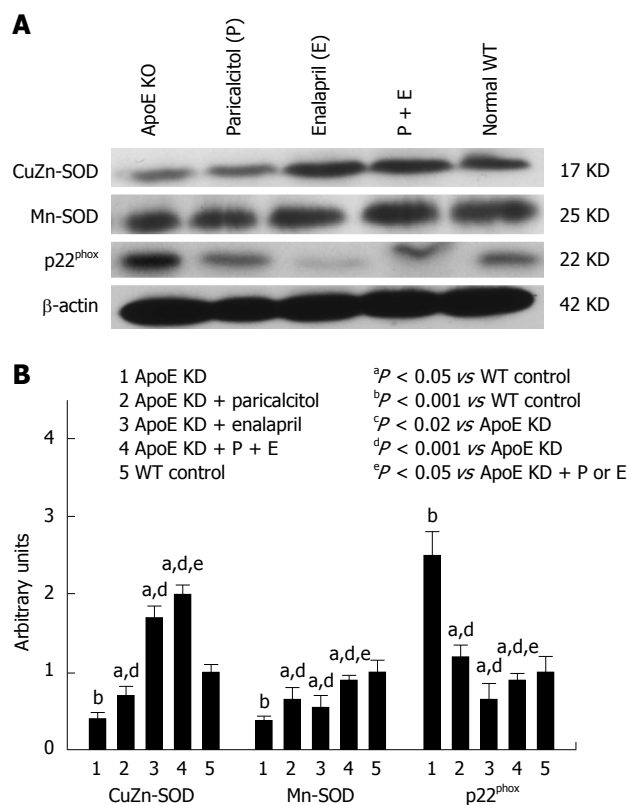 A
ApoE KO
Paricalcitol (P)
Enalapril (E)
P + E
Normal WT
CuZn-SOD 17 KD
Mn-SOD 25 KD
p22phox 22 KD
β-actin 42 KD
B
1 ApoE KD
2 ApoE KD + paricalcitol
3 ApoE KD + enalapril
4 ApoE KD + P + E
5 WT control
aP < 0.05 vs WT control
bP < 0.001 vs WT control
cP < 0.02 vs ApoE KD
dP < 0.001 vs ApoE KD
eP < 0.05 vs ApoE KD + P or E
Arbitrary units
4
3
2
1
0
b a,d a,d a,d,e
b a,d a,d a,d,e
b a,d a,d a,d,e
1 2 3 4 5 1 2 3 4 5 1 2 3 4 5
CuZn-SOD Mn-SOD p22phox